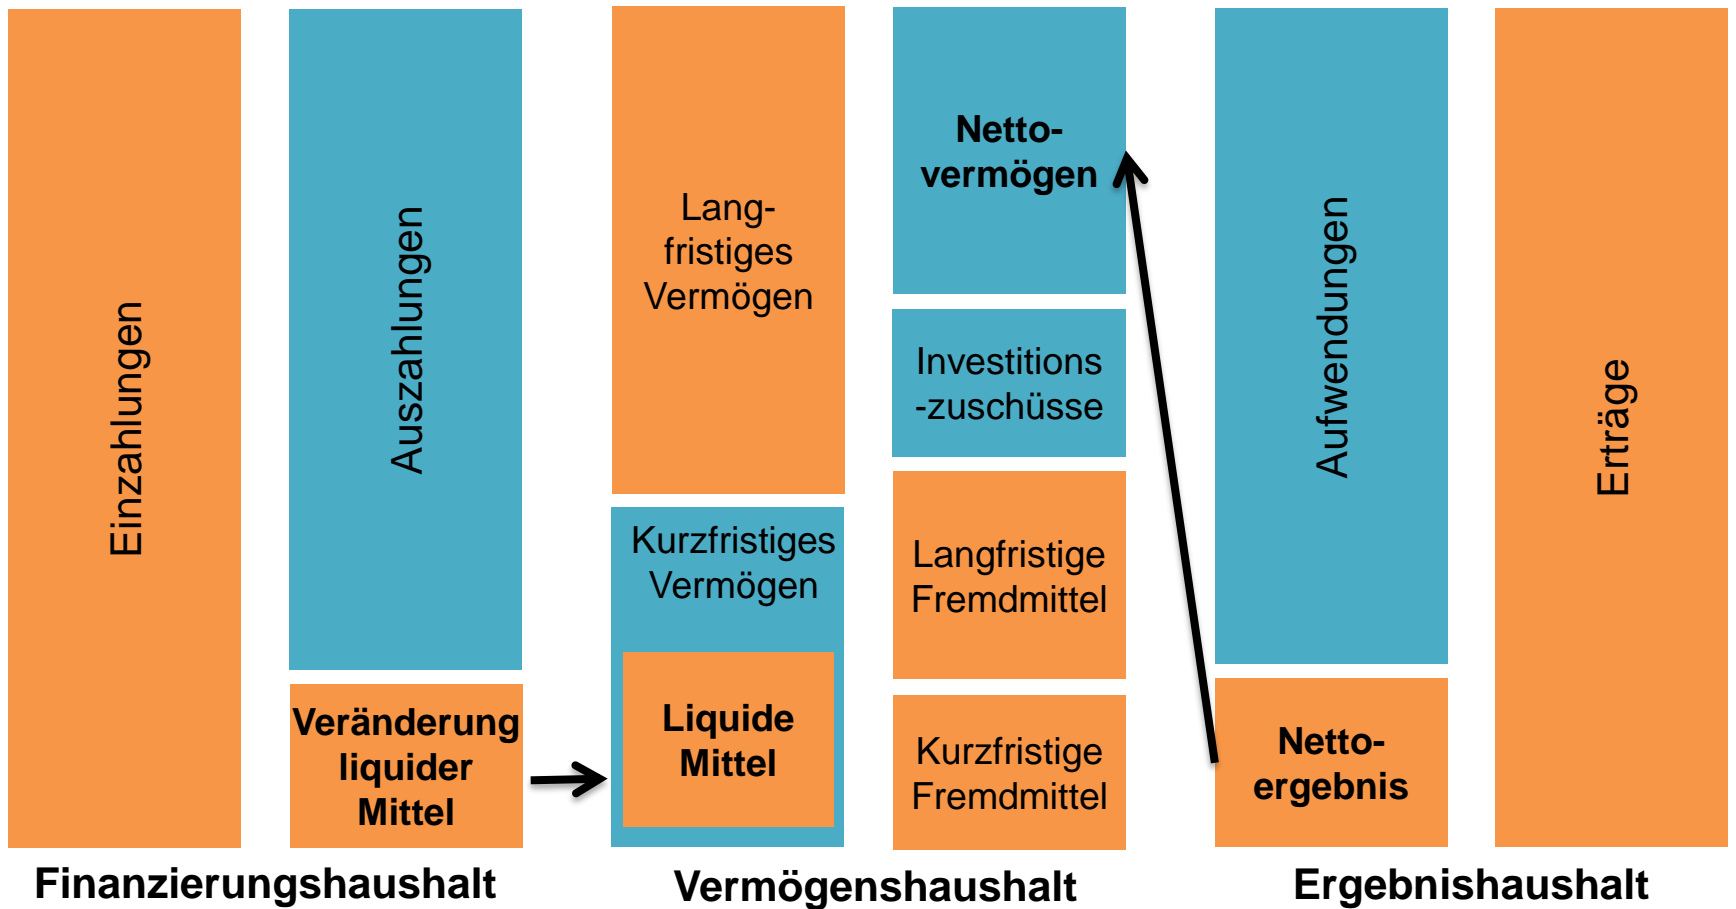 Einzahlungen
Auszahlungen
Veränderung
liquider
Mittel
Finanzierungshaushalt
Lang-
fristiges
Vermögen
Kurzfristiges
Vermögen
Liquide
Mittel
Netto-
vermögen
Investitions
-zuschüsse
Langfristige
Fremdmittel
Kurzfristige
Fremdmittel
Vermögenshaushalt
Aufwendungen
Netto-
ergebnis
Erträge
Ergebnishaushalt